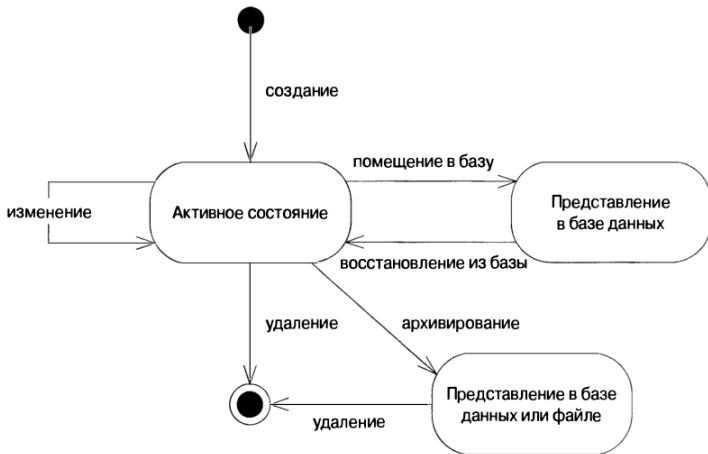 создание
помещение в базу
изменение
Активное состояние
Представление
в базе данных
восстановление из базы
удаление
архивирование
Представление в базе
данных или файле
удаление